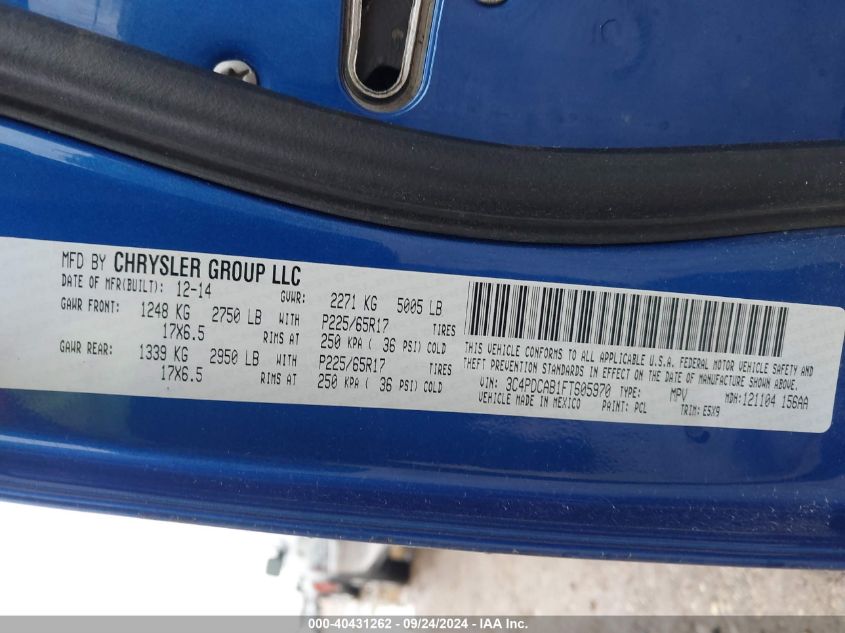 MFD BY CHRYSLER GROUP LLC
DATE OF MFR(BUILT): 12-14 GVWR: 2271 KG 5005 LB
GAWR FRONT: 1248 KG 2750 LB WITH P225/65R17 TIRES
17X6.5 RIMS AT 250 KPA ( 36 PSI) COLD
GAWR REAR: 1339 KG 2950 LB WITH P225/65R17 TIRES
17X6.5 RIMS AT 250 KPA ( 36 PSI) COLD
THIS VEHICLE CONFORMS TO ALL APPLICABLE U.S.A. FEDERAL MOTOR VEHICLE SAFETY AND
THEFT PREVENTION STANDARDS IN EFFECT ON THE DATE OF MANUFACTURE SHOWN ABOVE.
VIN: 3C4PDCAB1FT605970 TYPE: MPV MDH:121104 156AA
VEHICLE MADE IN MEXICO PAINT: PCL TRIM: E5X9
000-40431262 - 09/24/2024 - IAA Inc.